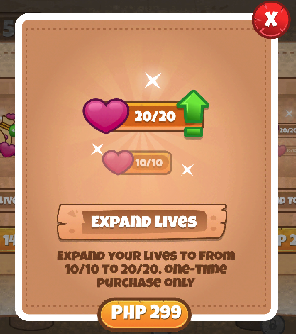 X
20/20
10/10
EXPAND LIVES
EXPAND YOUR LIVES TO FROM
10/10 TO 20/20. ONE-TIME
PURCHASE ONLY
PHP 299